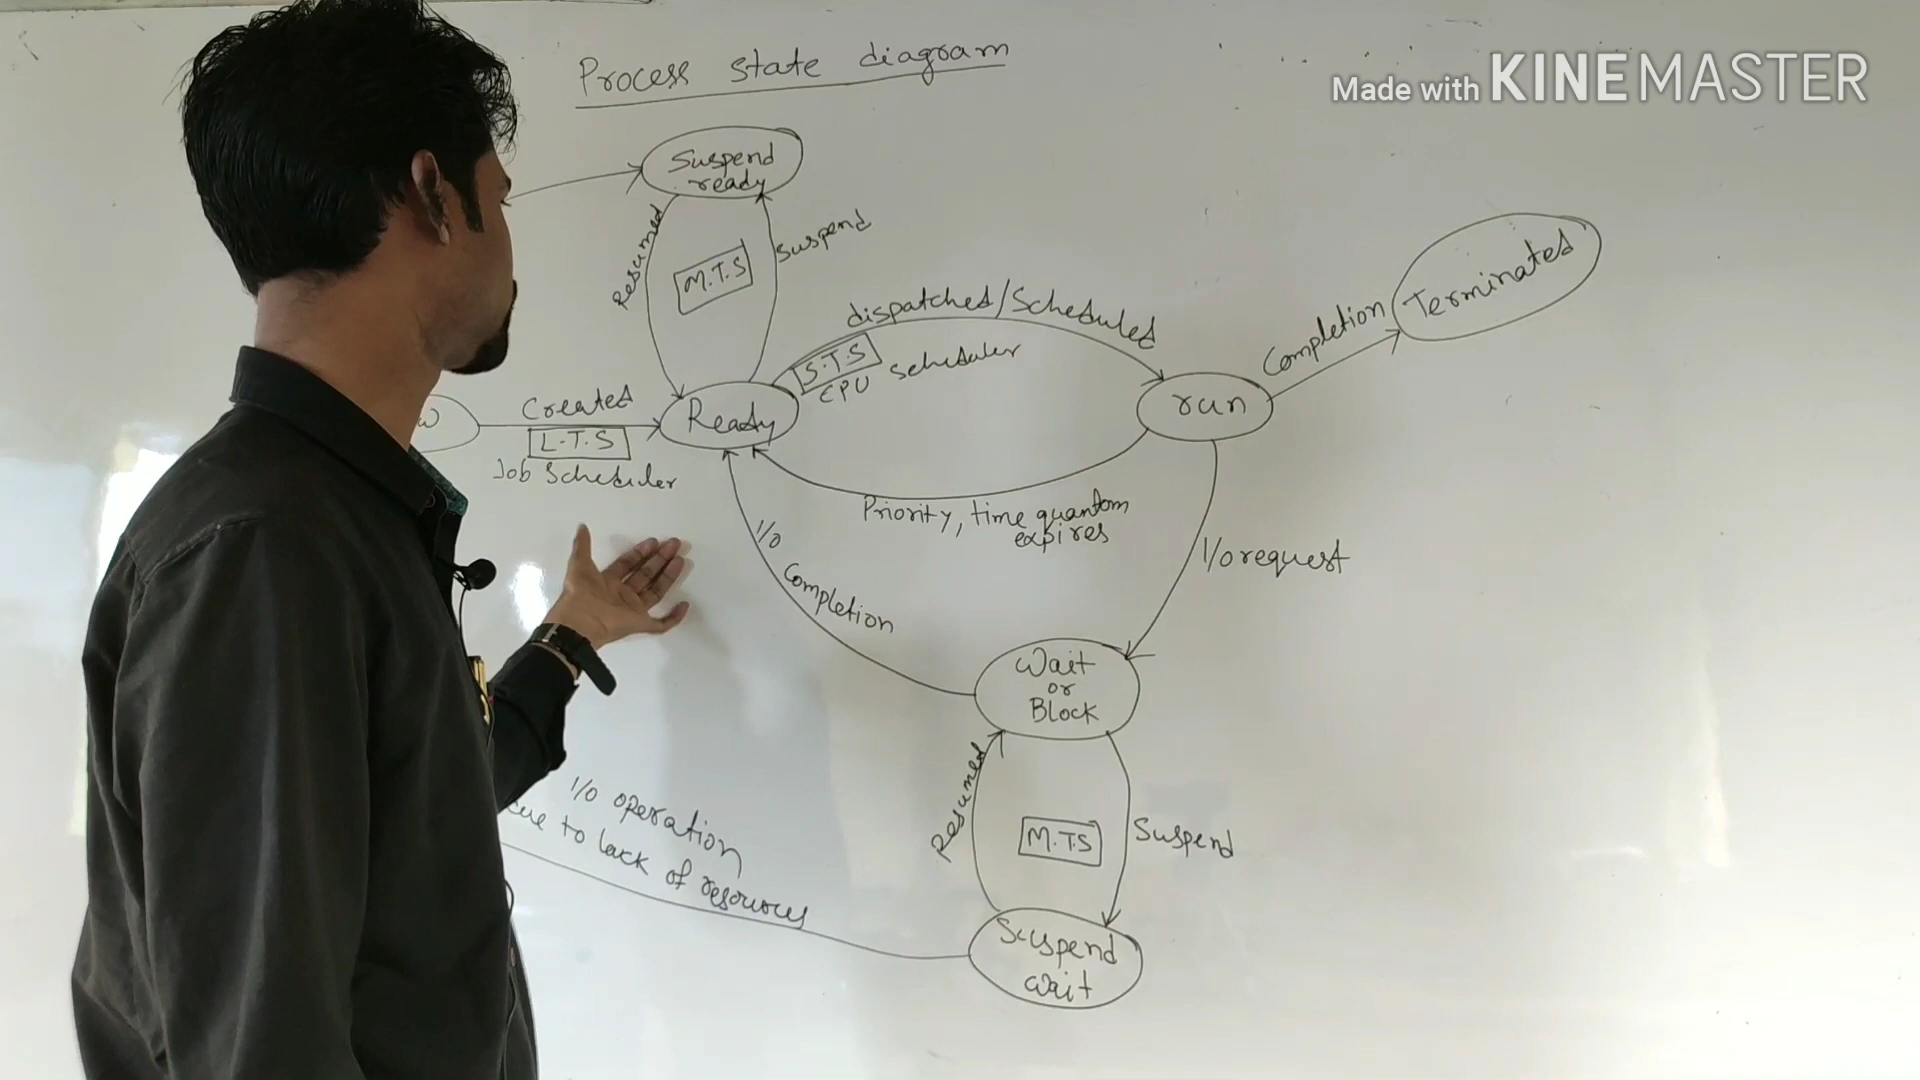 Process state diagram
Made with KINEMASTER
Suspend
ready
Resumed
M.T.S
Suspend
dispatched/Scheduled
S.T.S
CPU Scheduler
Completion
Terminated
Created
L.T.S
Job Scheduler
Ready
run
Priority, time quantom
expires
I/O
Completion
I/O request
Wait
or
Block
Resumed
M.T.S
Suspend
I/O operation
to lack of resources
Suspend
wait